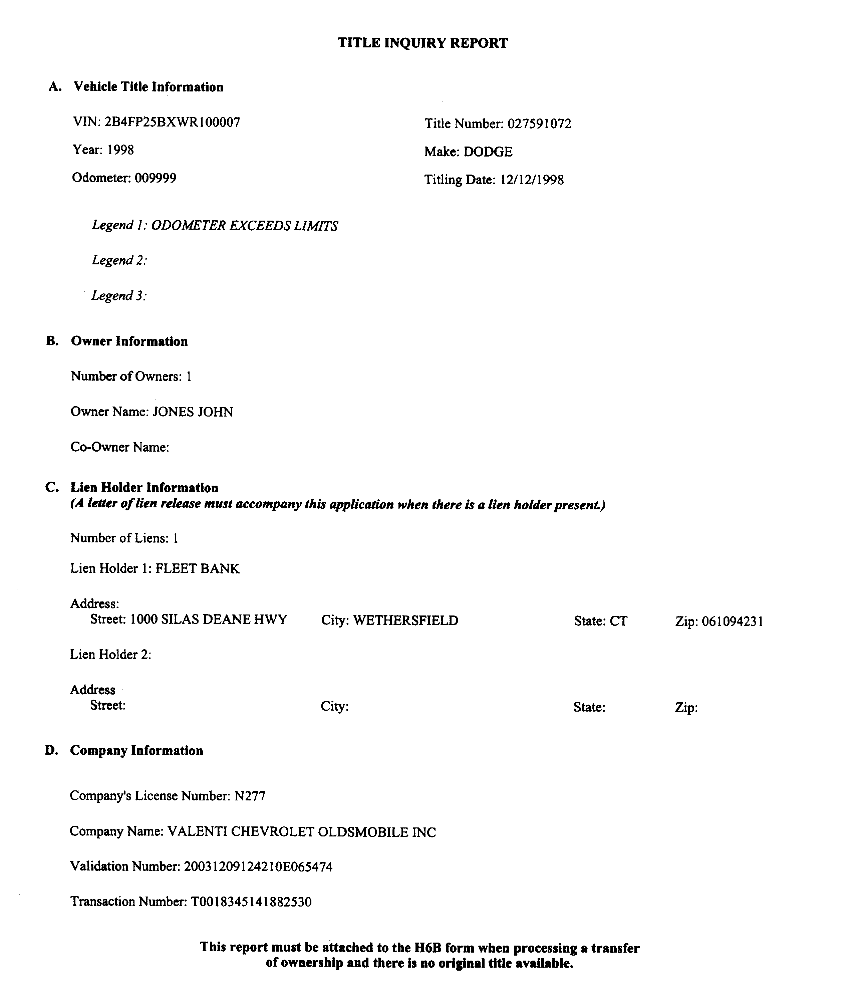 TITLE INQUIRY REPORT
A. Vehicle Title Information
VIN: 2B4FP25BXWR100007 Title Number: 027591072
Year: 1998 Make: DODGE
Odometer: 009999 Titling Date: 12/12/1998
Legend 1: ODOMETER EXCEEDS LIMITS
Legend 2:
Legend 3:
B. Owner Information
Number of Owners: 1
Owner Name: JONES JOHN
Co-Owner Name:
C. Lien Holder Information
(A letter of lien release must accompany this application when there is a lien holder present.)
Number of Liens: 1
Lien Holder 1: FLEET BANK
Address:
Street: 1000 SILAS DEANE HWY City: WETHERSFIELD State: CT Zip: 061094231
Lien Holder 2:
Address
Street: City: State: Zip:
D. Company Information
Company's License Number: N277
Company Name: VALENTI CHEVROLET OLDSMOBILE INC
Validation Number: 20031209124210E065474
Transaction Number: T0018345141882530
This report must be attached to the H6B form when processing a transfer
of ownership and there is no original title available.